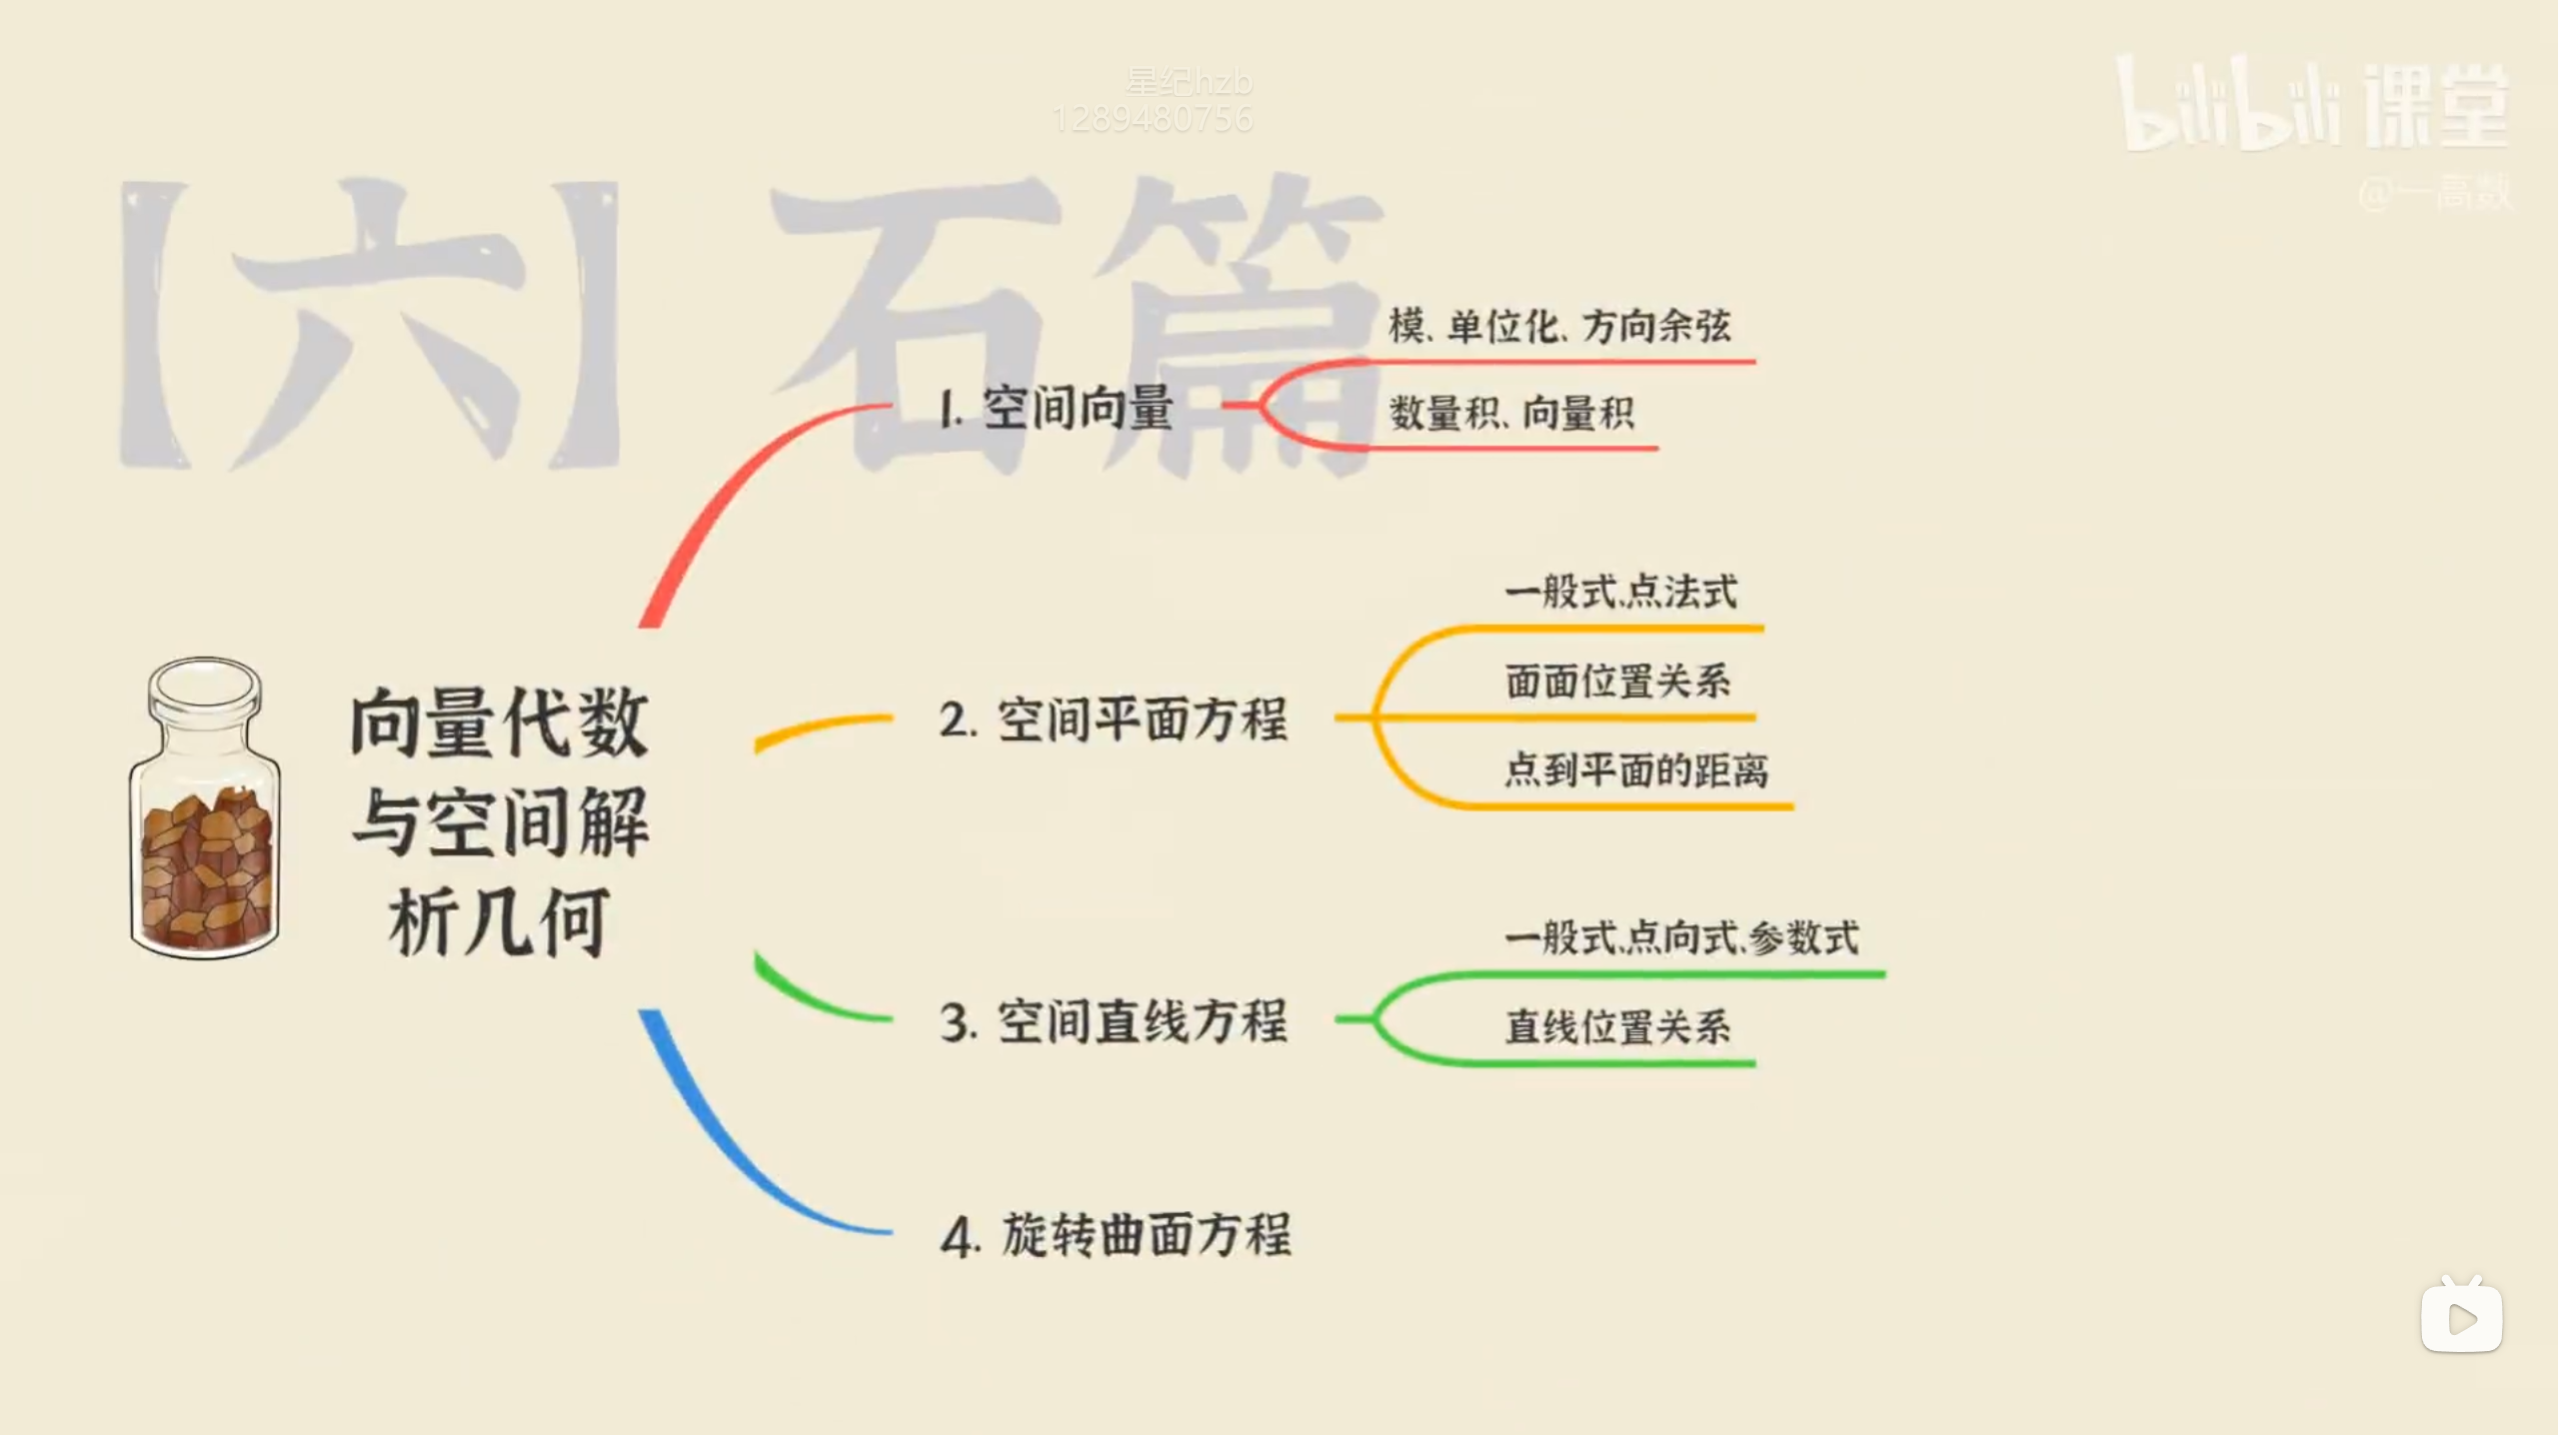 星纪hzb
1289480756
bilibili 课堂
@一高数
【六】 石篇
向量代数
与空间解
析几何
1. 空间向量
模、单位化、方向余弦
数量积、向量积
2. 空间平面方程
一般式、点法式
面面位置关系
点到平面的距离
3. 空间直线方程
一般式、点向式、参数式
直线位置关系
4. 旋转曲面方程